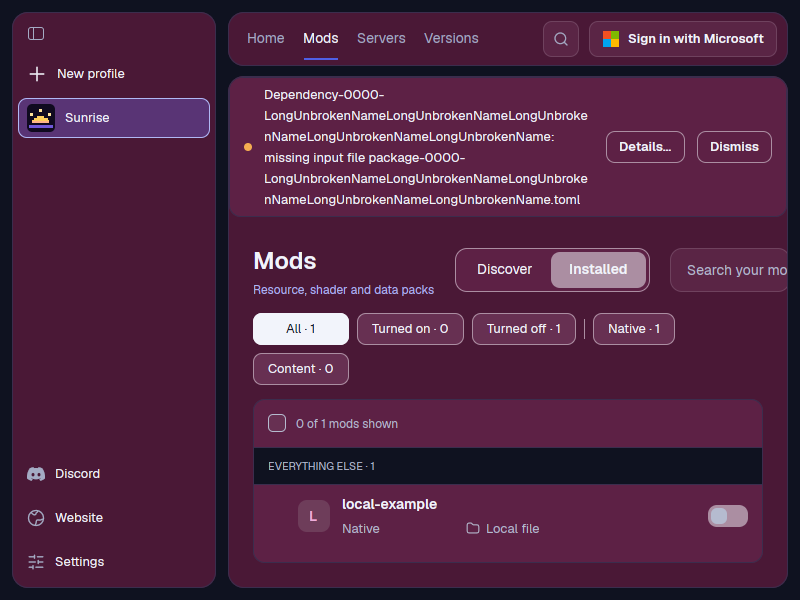 Home Mods Servers Versions
Sign in with Microsoft
New profile
Sunrise
Dependency-0000-
LongUnbrokenNameLongUnbrokenNameLongUnbroke
nNameLongUnbrokenNameLongUnbrokenName:
missing input file package-0000-
LongUnbrokenNameLongUnbrokenNameLongUnbroke
nNameLongUnbrokenNameLongUnbrokenName.toml
Details...
Dismiss
Mods
Resource, shader and data packs
Discover Installed
Search your mo
All · 1
Turned on · 0
Turned off · 1
Native · 1
Content · 0
0 of 1 mods shown
EVERYTHING ELSE · 1
L
local-example
Native
Local file
Discord
Website
Settings